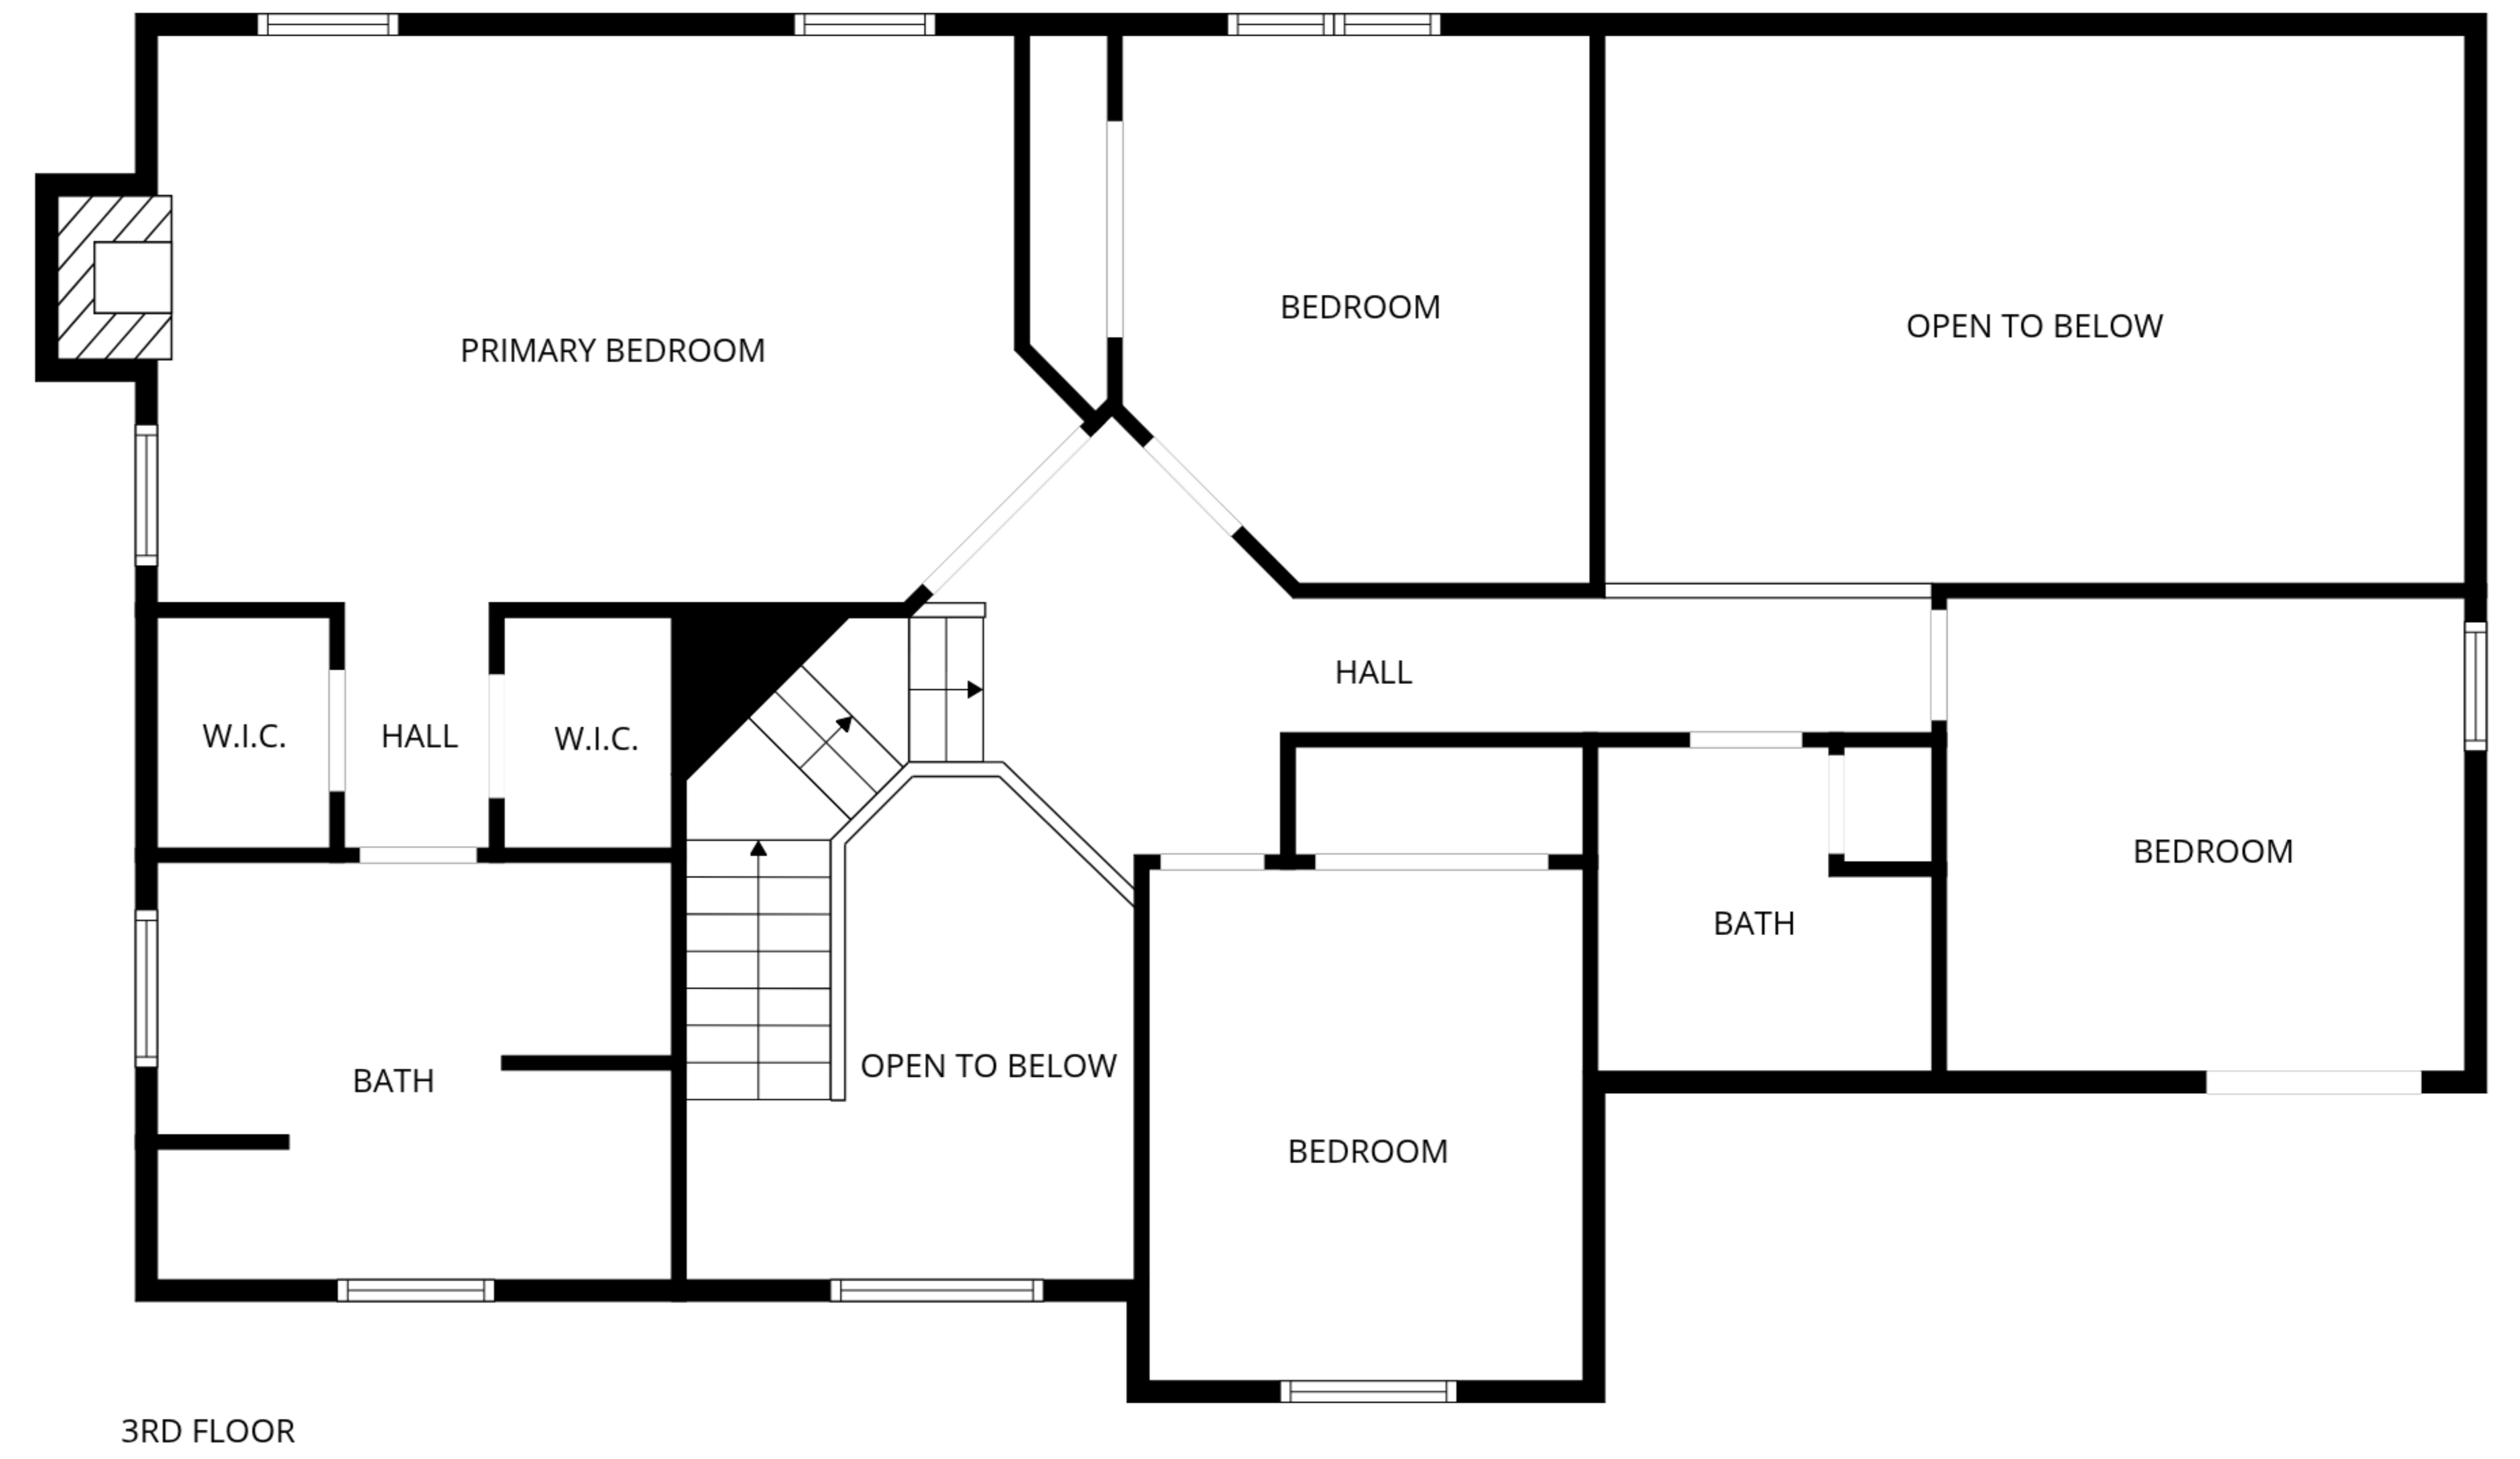 BEDROOM
OPEN TO BELOW
PRIMARY BEDROOM
HALL
W.I.C.
HALL
W.I.C.
BEDROOM
BATH
OPEN TO BELOW
BATH
BEDROOM
3RD FLOOR